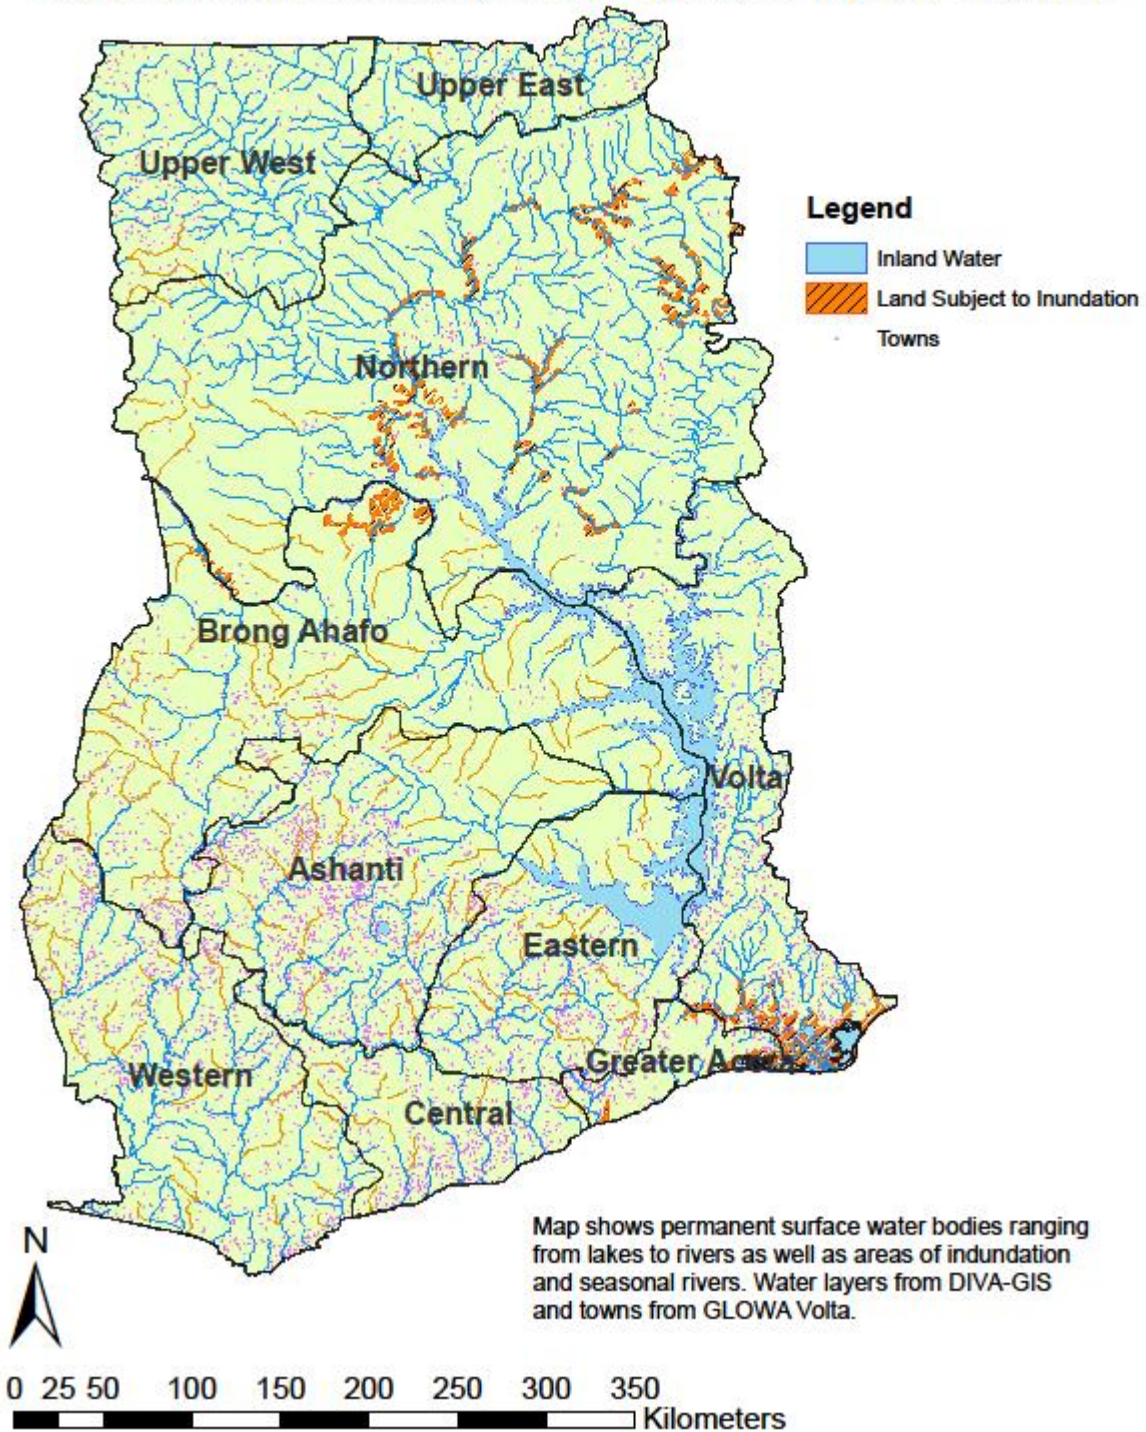 Upper East
Upper West
Legend
Inland Water
Land Subject to Inundation
Towns
Northern
Brong Ahafo
Volta
Ashanti
Eastern
Greater Accra
Western
Central
Map shows permanent surface water bodies ranging
from lakes to rivers as well as areas of indundation
and seasonal rivers. Water layers from DIVA-GIS
and towns from GLOWA Volta.
N
0 25 50 100 150 200 250 300 350
Kilometers